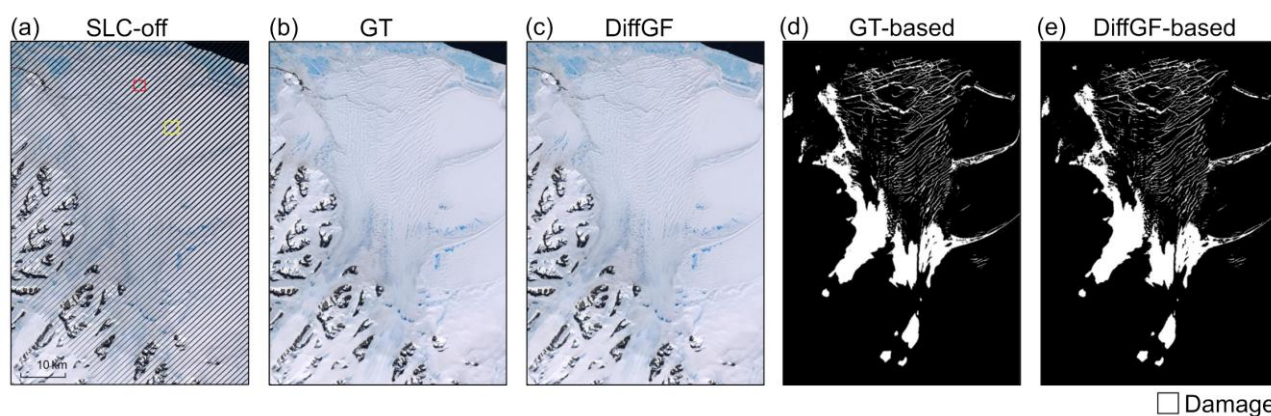 (a) SLC-off (b) GT (c) DiffGF (d) GT-based (e) DiffGF-based
10 km
Damage